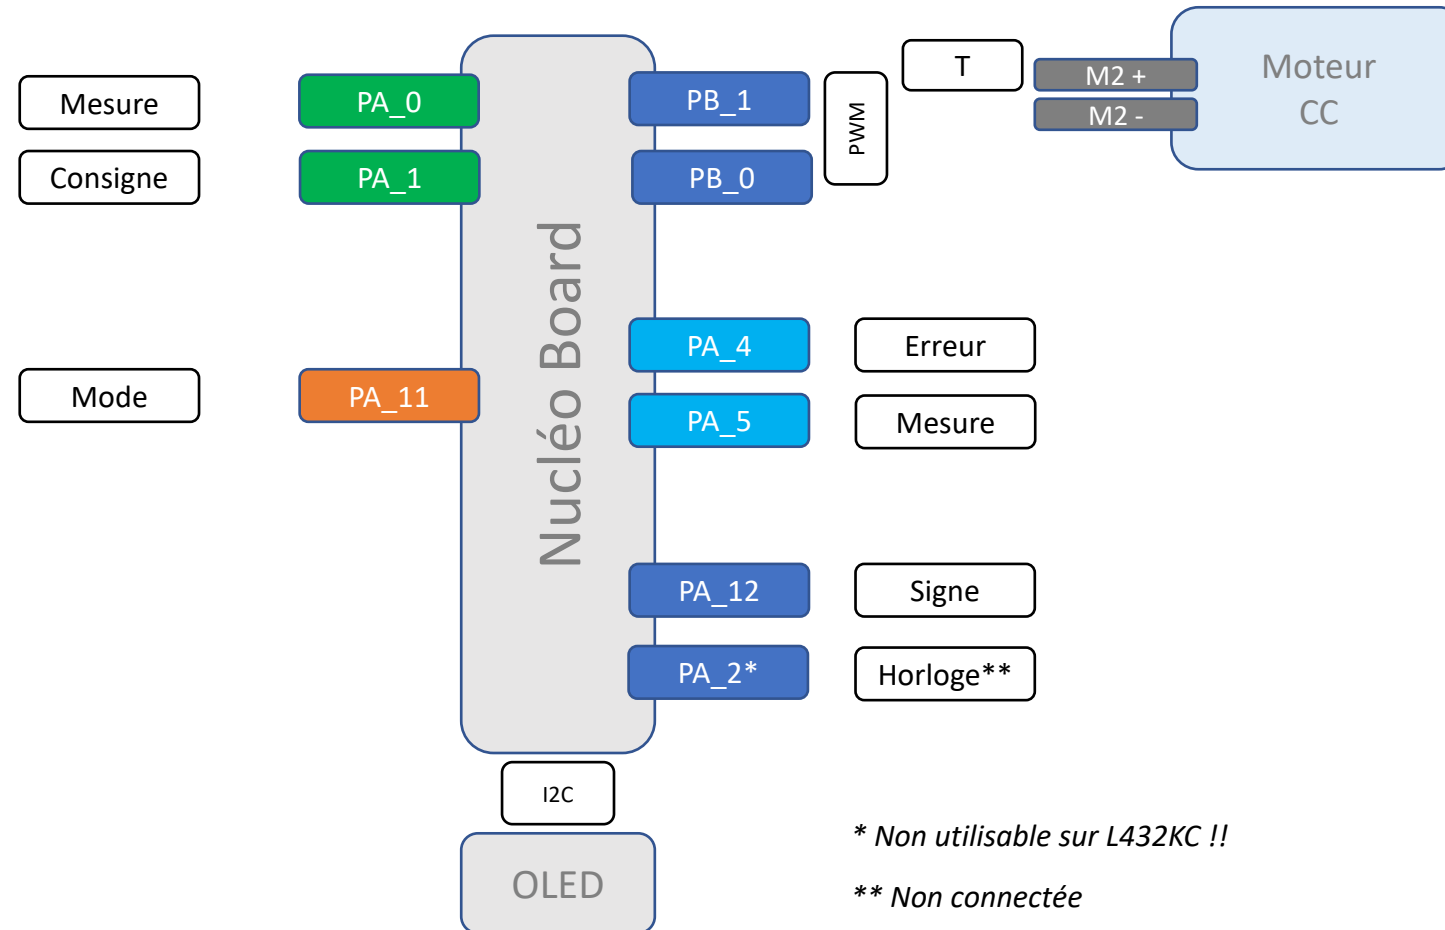 Mesure
PA_0
PB_1
PWM
T
M2 +
M2 -
Moteur
CC
Consigne
PA_1
PB_0
Nucléo Board
PA_4
Erreur
Mode
PA_11
PA_5
Mesure
PA_12
Signe
PA_2*
Horloge**
I2C
OLED
* Non utilisable sur L432KC !!
** Non connectée